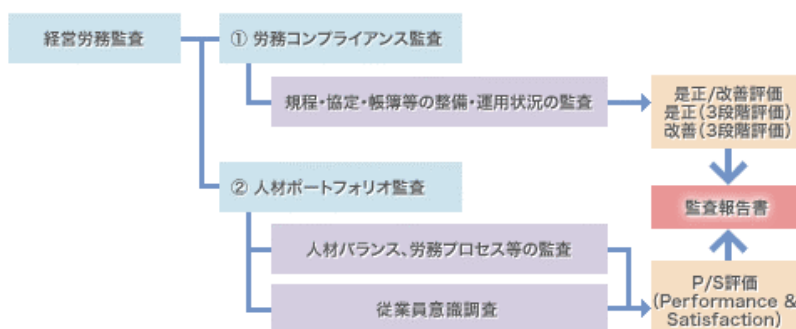 経営労務監査
① 労務コンプライアンス監査
規程・協定・帳簿等の整備・運用状況の監査
是正/改善評価
是正(3段階評価)
改善(3段階評価)
② 人材ポートフォリオ監査
監査報告書
人材バランス、労務プロセス等の監査
従業員意識調査
P/S評価
(Performance &
Satisfaction)